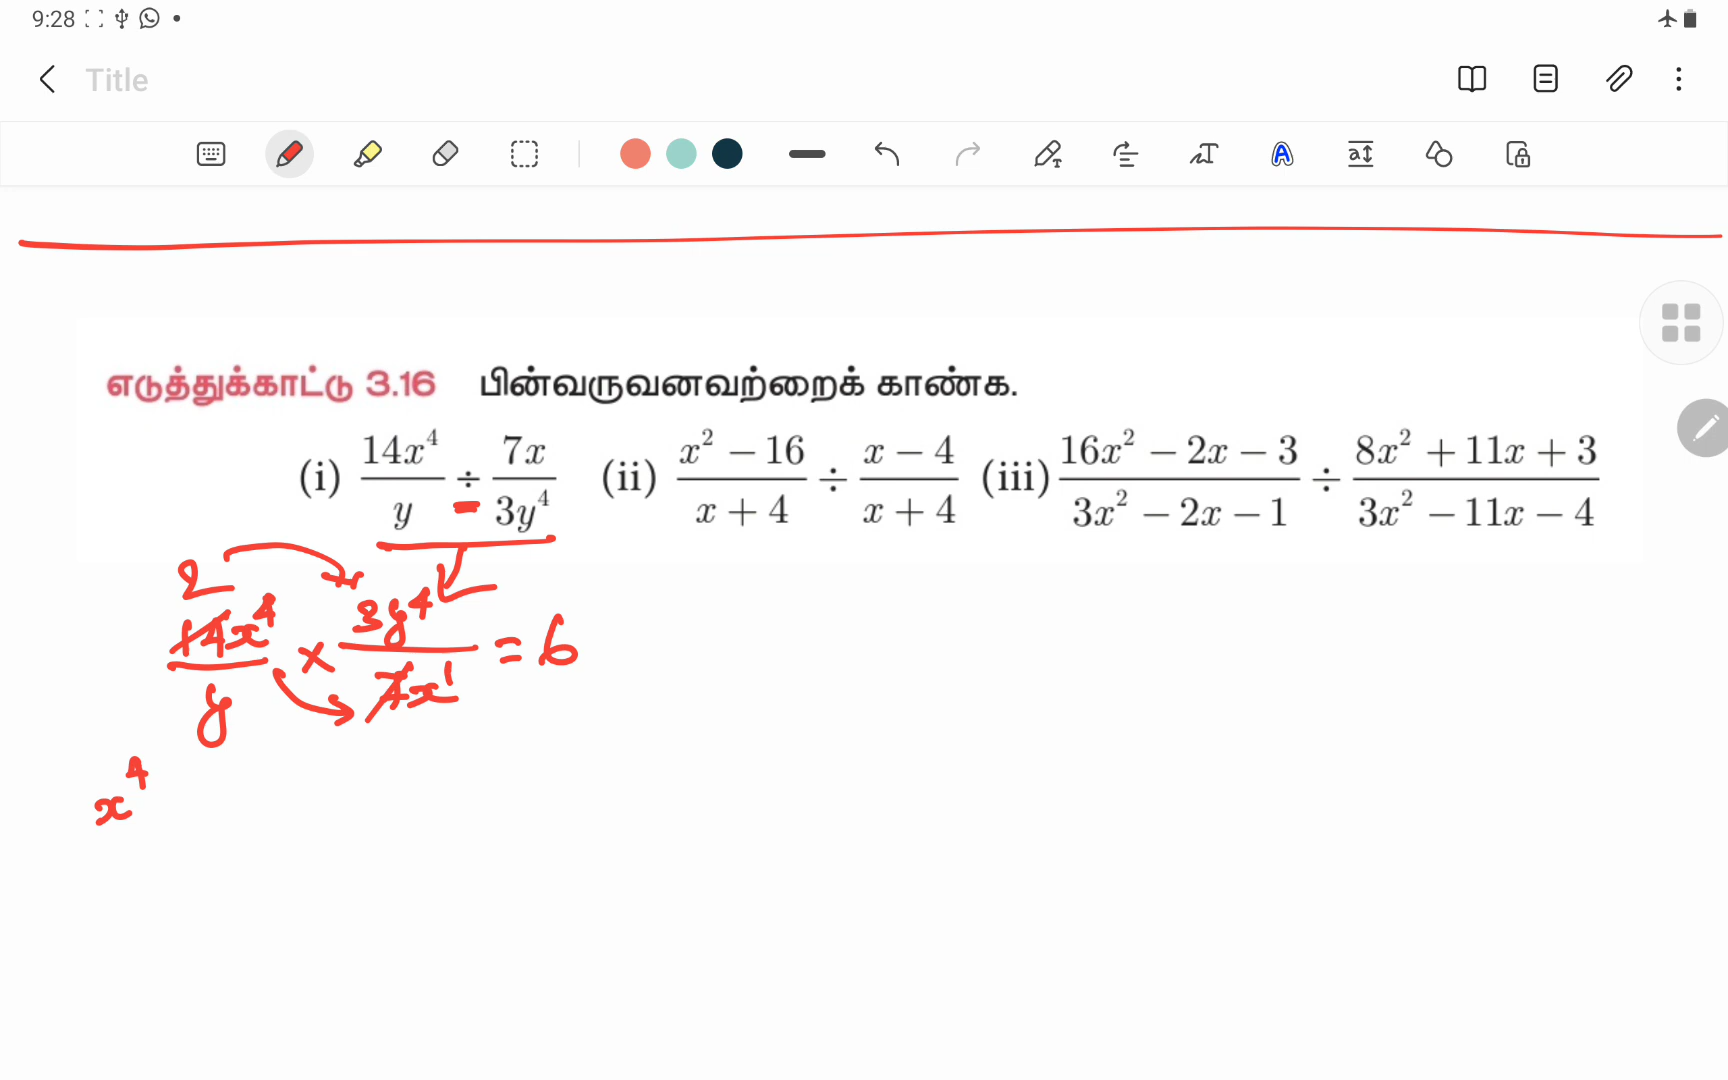 9:28
Title
A
எடுத்துக்காட்டு 3.16 பின்வருவனவற்றைக் காண்க.
(i) 14x⁴/y ÷ 7x/3y⁴ (ii) x² − 16/x + 4 ÷ x − 4/x + 4 (iii) 16x² − 2x − 3/3x² − 2x − 1 ÷ 8x² + 11x + 3/3x² − 11x − 4
2
14x⁴/y × 3y⁴/7x¹ = 6
x⁴